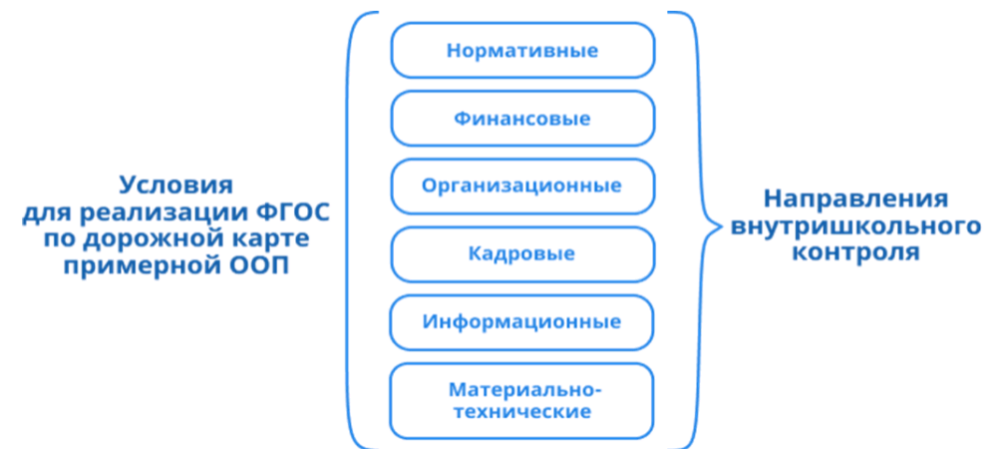 Условия
для реализации ФГОС
по дорожной карте
примерной ООП
Нормативные
Финансовые
Организационные
Кадровые
Информационные
Материально-
технические
Направления
внутришкольного
контроля